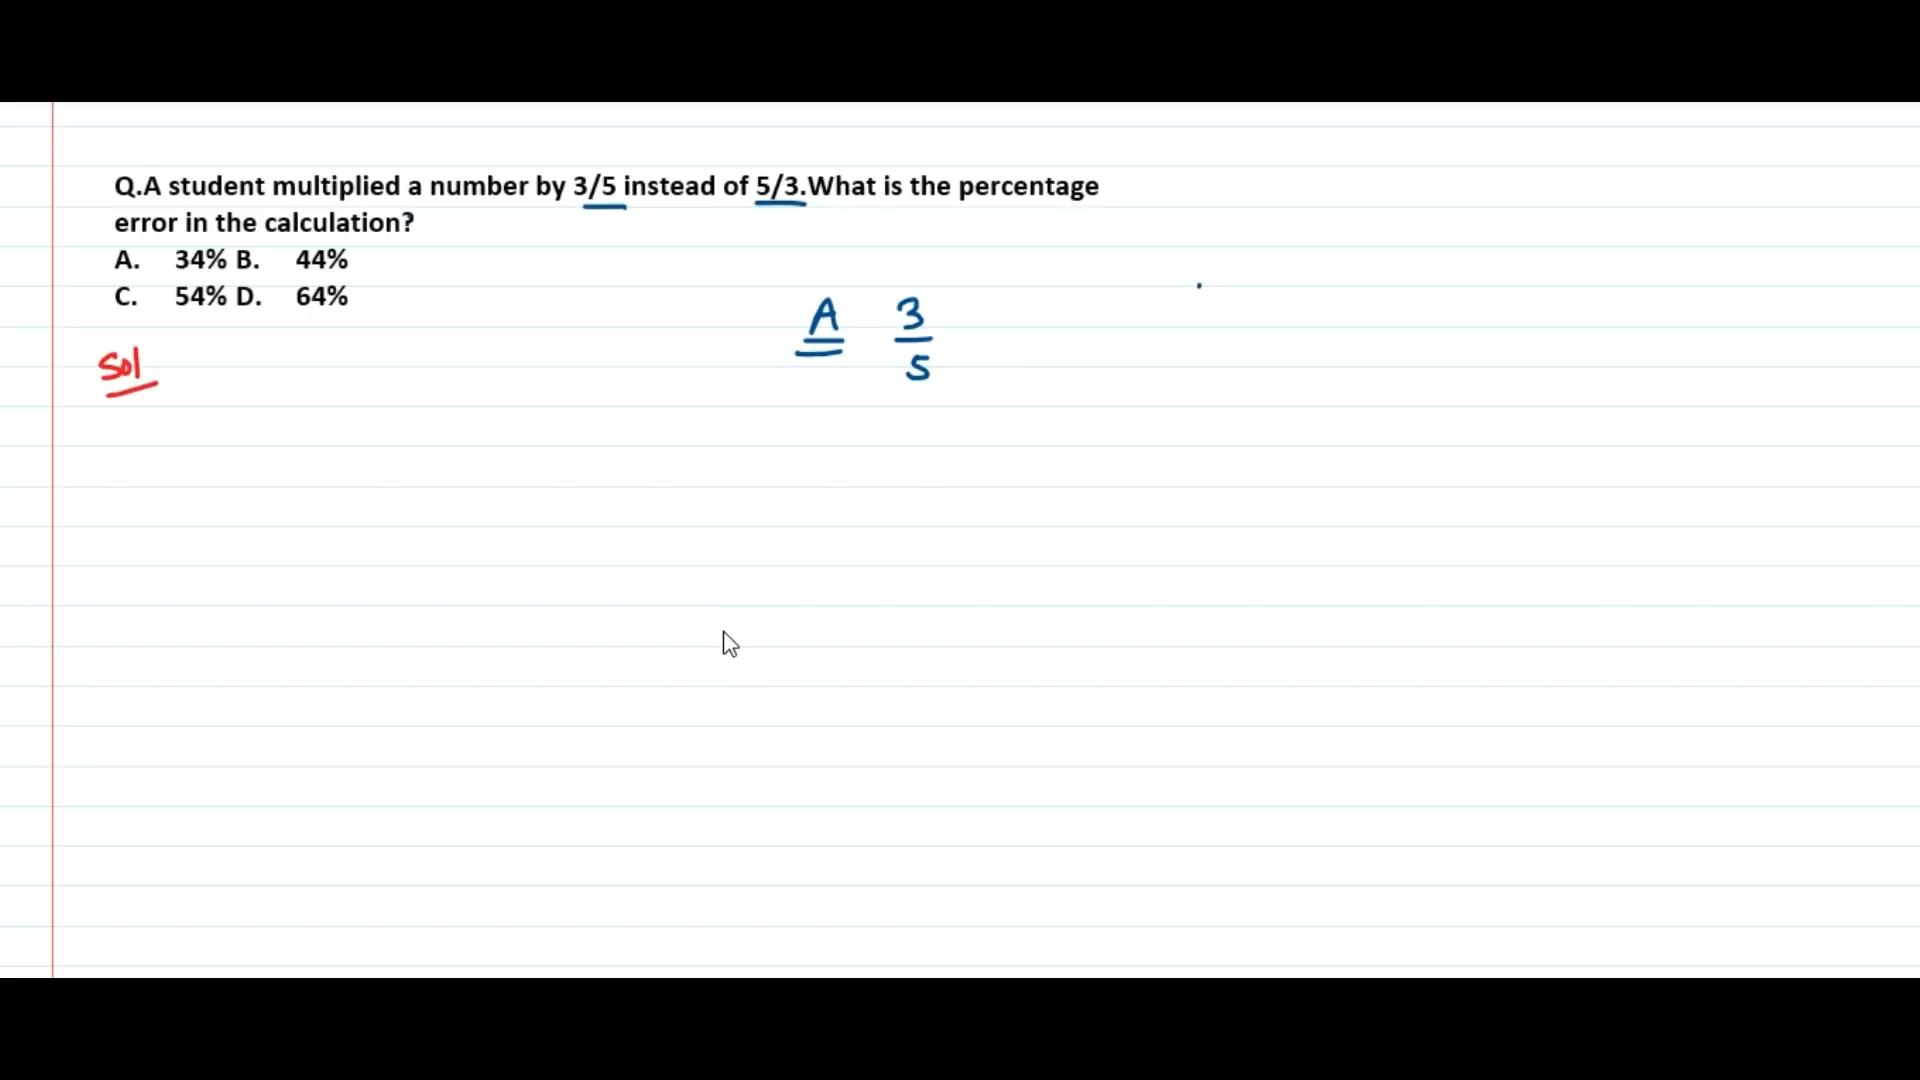 Q.A student multiplied a number by 3/5 instead of 5/3.What is the percentage
error in the calculation?
A. 34% B. 44%
C. 54% D. 64%
A 3
5
Sol